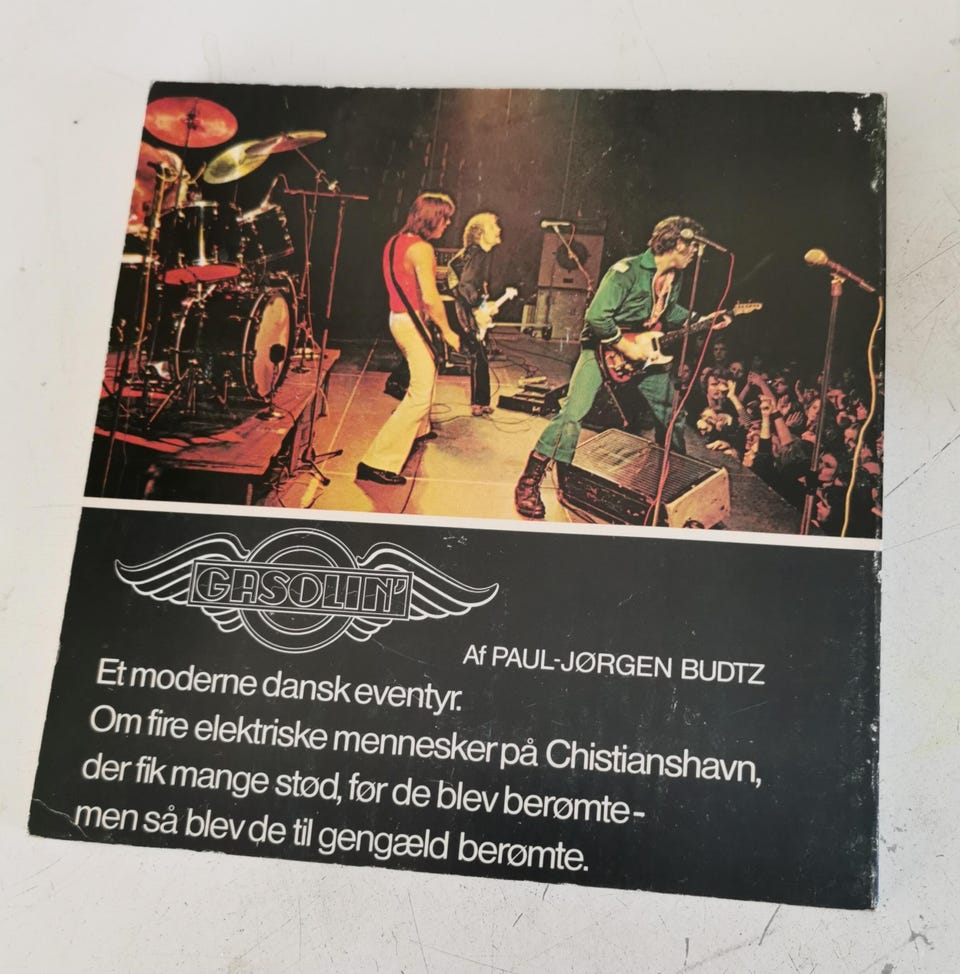 GASOLIN'
Af PAUL-JØRGEN BUDTZ
Et moderne dansk eventyr.
Om fire elektriske mennesker på Chistianshavn,
der fik mange stød, før de blev berømte-
men så blev de til gengæld berømte.